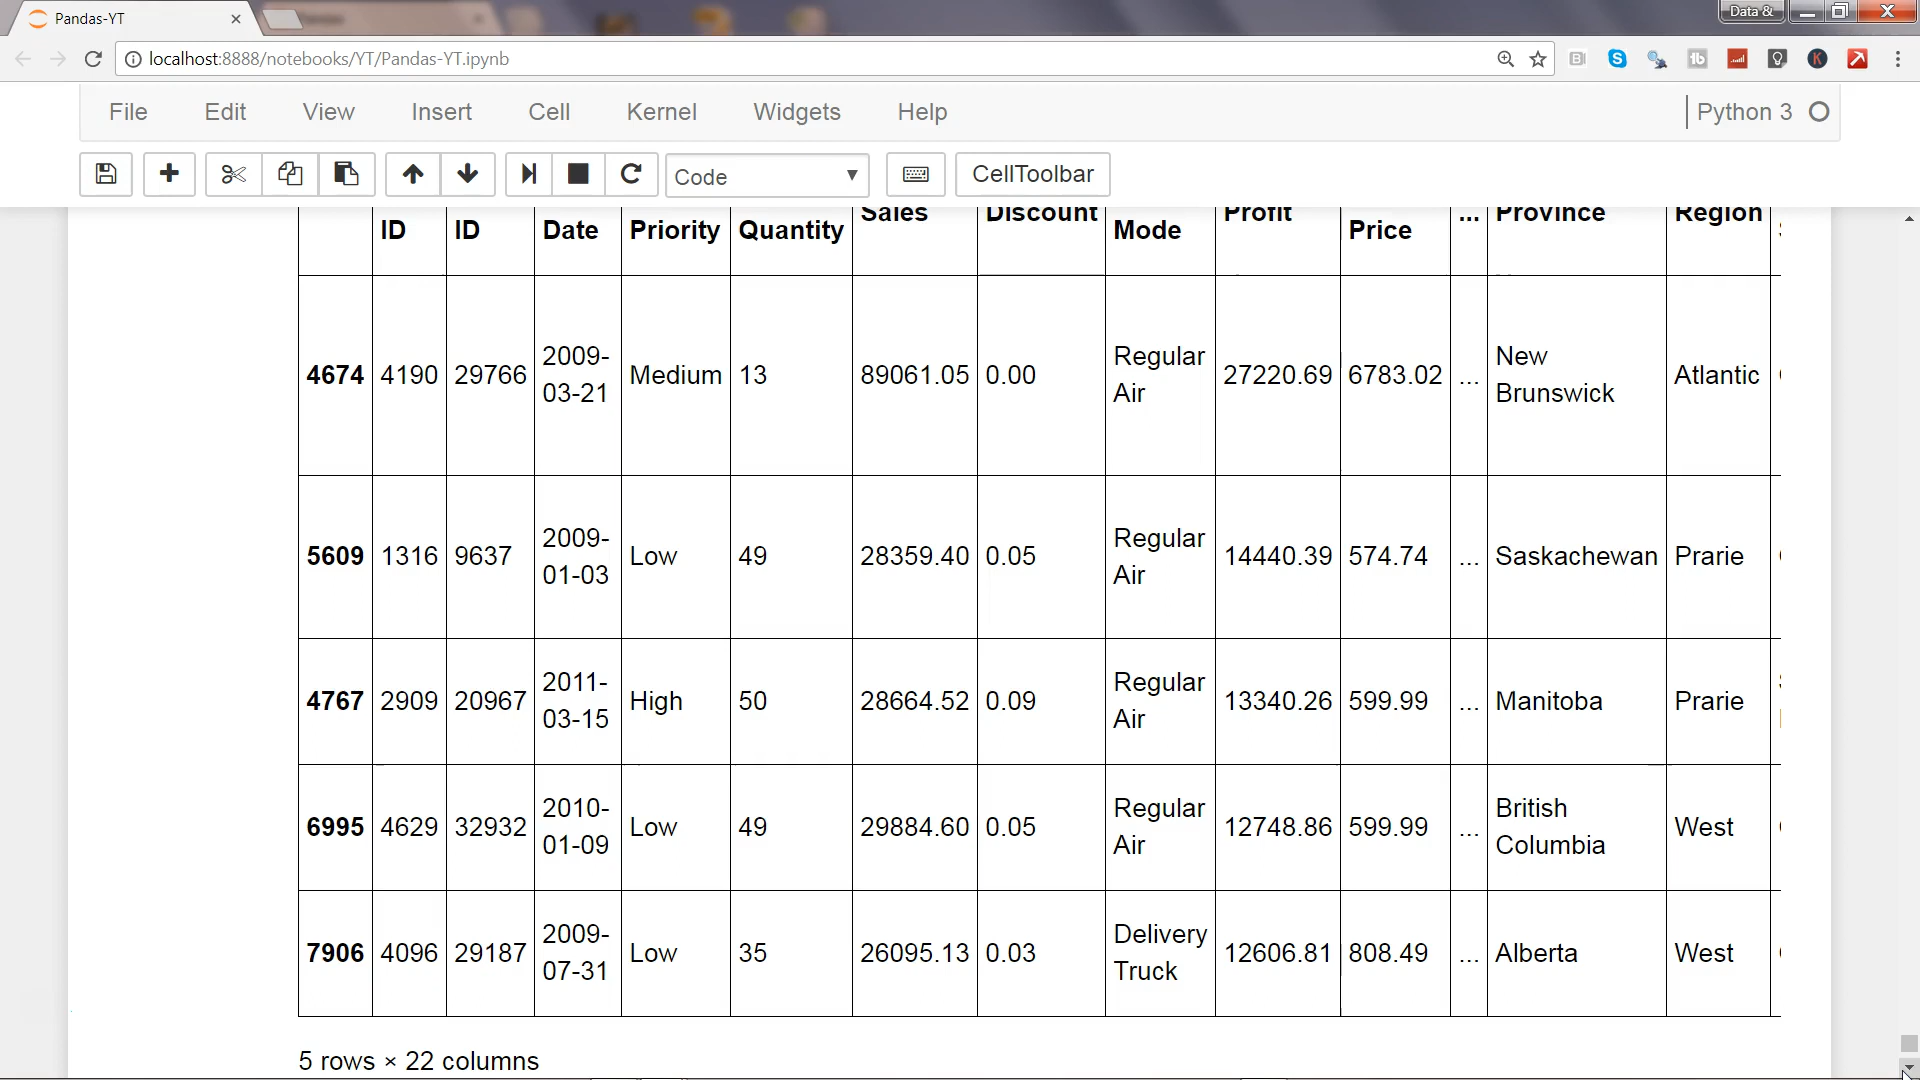 Pandas-YT
Data &
localhost:8888/notebooks/YT/Pandas-YT.ipynb
File Edit View Insert Cell Kernel Widgets Help Python 3
Code CellToolbar
Sales Discount Profit ... Province Region
ID ID Date Priority Quantity Mode Price
2009- Regular New
4674 4190 29766 Medium 13 89061.05 0.00 27220.69 6783.02 ... Atlantic
03-21 Air Brunswick
2009- Regular
5609 1316 9637 Low 49 28359.40 0.05 14440.39 574.74 ... Saskachewan Prarie
01-03 Air
2011- Regular
4767 2909 20967 High 50 28664.52 0.09 13340.26 599.99 ... Manitoba Prarie
03-15 Air
2010- Regular British
6995 4629 32932 Low 49 29884.60 0.05 12748.86 599.99 ... West
01-09 Air Columbia
2009- Delivery
7906 4096 29187 Low 35 26095.13 0.03 12606.81 808.49 ... Alberta West
07-31 Truck
5 rows × 22 columns